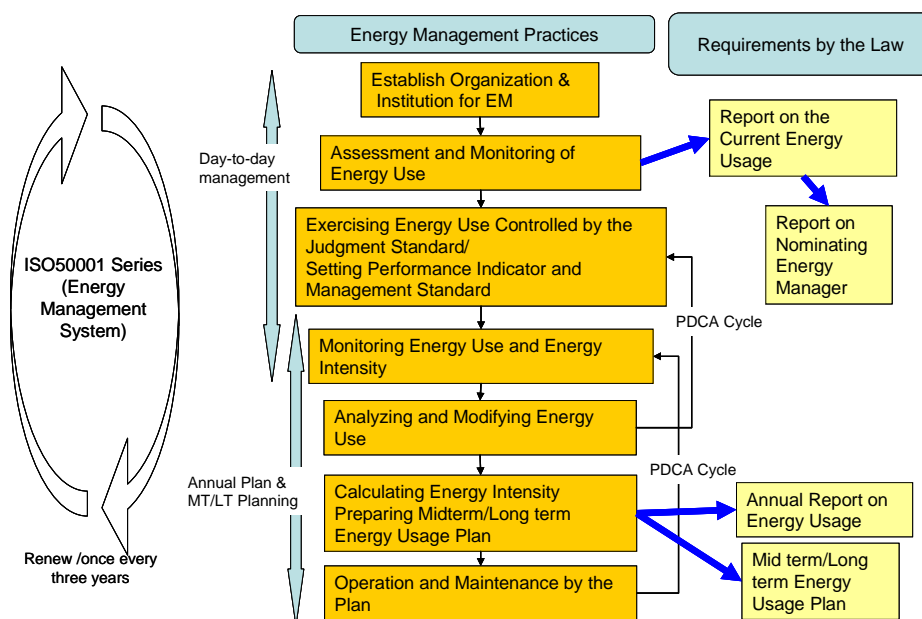 Energy Management Practices
Requirements by the Law
Establish Organization &
Institution for EM
Report on the
Current Energy
Usage
Day-to-day
management
Assessment and Monitoring of
Energy Use
Exercising Energy Use Controlled by the
Judgment Standard/
Setting Performance Indicator and
Management Standard
Report on
Nominating
Energy
Manager
ISO50001 Series
(Energy
Management
System)
PDCA Cycle
Monitoring Energy Use and Energy
Intensity
Analyzing and Modifying Energy
Use
PDCA Cycle
Annual Plan &
MT/LT Planning
Calculating Energy Intensity
Preparing Midterm/Long term
Energy Usage Plan
Annual Report on
Energy Usage
Renew /once every
three years
Operation and Maintenance by the
Plan
Mid term/Long
term Energy
Usage Plan